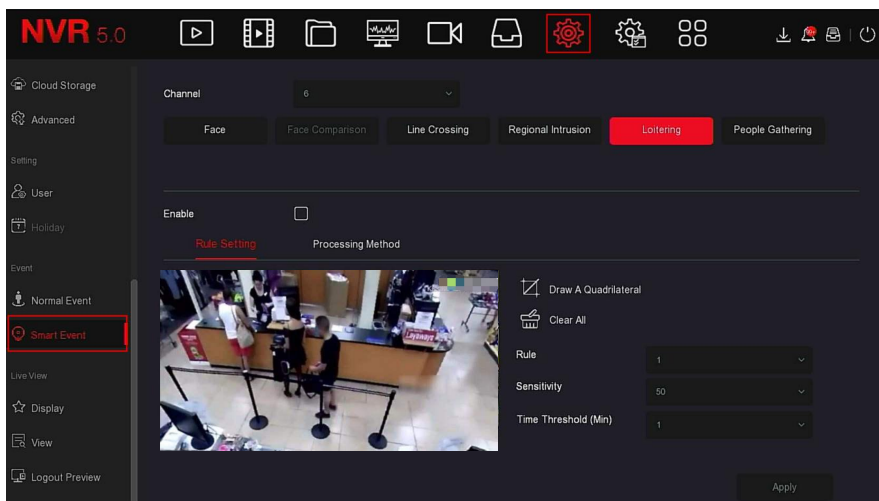 NVR 5.0
Cloud Storage
Advanced
Setting
User
Holiday
Event
Normal Event
Smart Event
Live View
Display
View
Logout Preview
Channel
6
Face
Face Comparison
Line Crossing
Regional Intrusion
Loitering
People Gathering
Enable
Rule Setting
Processing Method
Layaways
Draw A Quadrilateral
Clear All
Rule
1
Sensitivity
50
Time Threshold (Min)
1
Apply